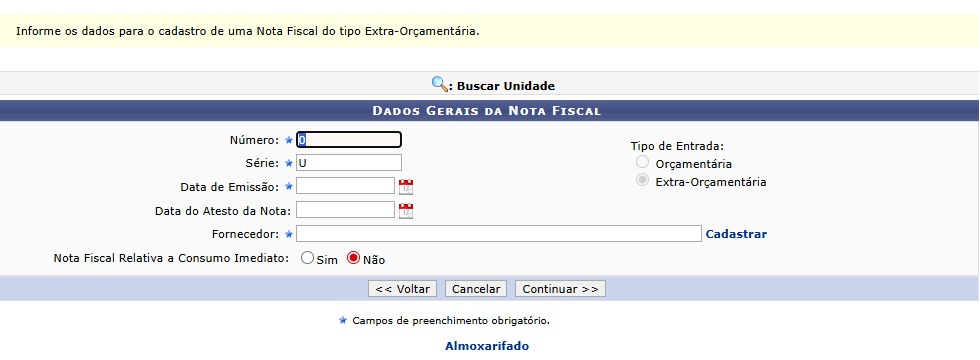 Informe os dados para o cadastro de uma Nota Fiscal do tipo Extra-Orçamentária.
: Buscar Unidade
Dados Gerais da Nota Fiscal
Número: 0
Série: U
Data de Emissão:
Data do Atesto da Nota:
Fornecedor: Cadastrar
Nota Fiscal Relativa a Consumo Imediato: Sim Não
Tipo de Entrada:
Orçamentária
Extra-Orçamentária
<< Voltar Cancelar Continuar >>
Campos de preenchimento obrigatório.
Almoxarifado